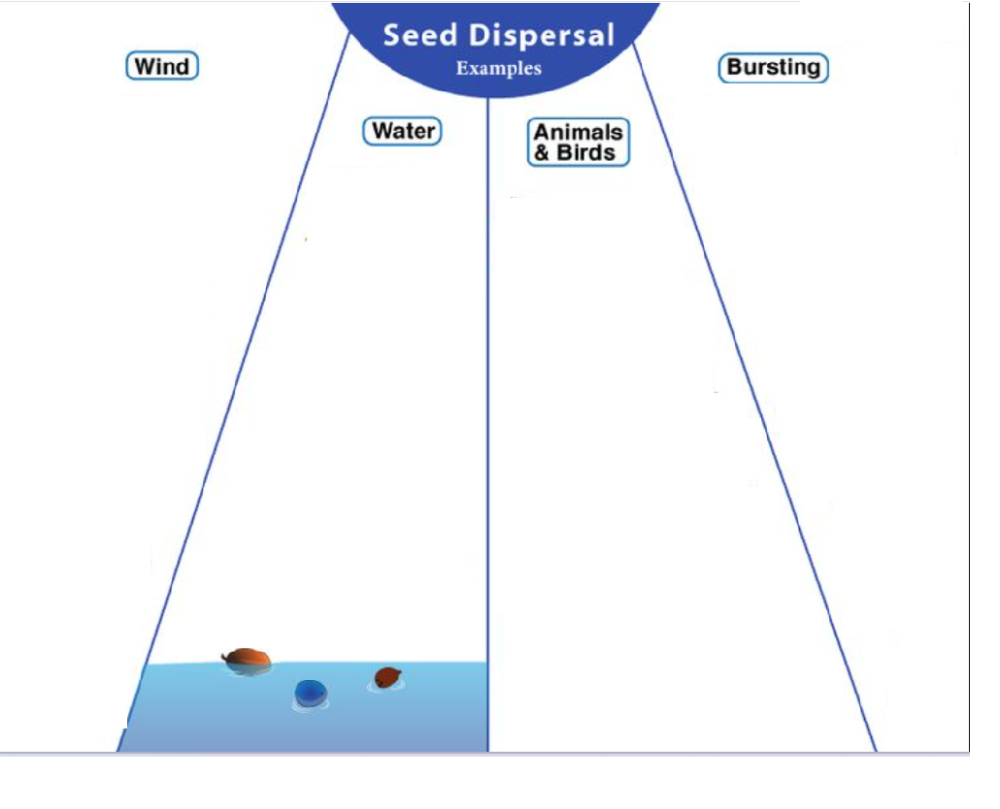 Seed Dispersal
Examples
Wind
Water
Animals
& Birds
Bursting